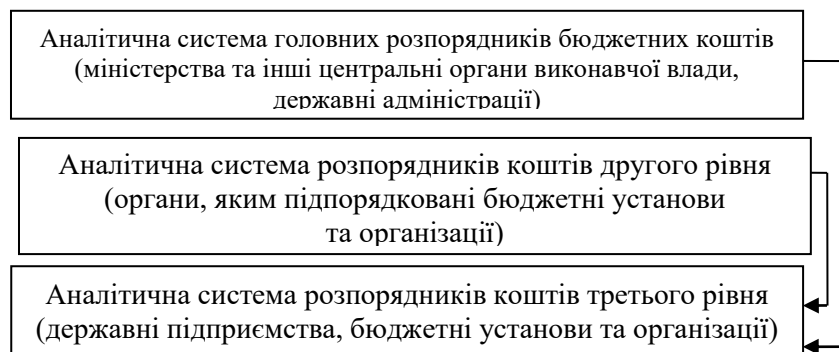 Аналітична система головних розпорядників бюджетних коштів
(міністерства та інші центральні органи виконавчої влади,
державні адміністрації)
Аналітична система розпорядників коштів другого рівня
(органи, яким підпорядковані бюджетні установи
та організації)
Аналітична система розпорядників коштів третього рівня
(державні підприємства, бюджетні установи та організації)